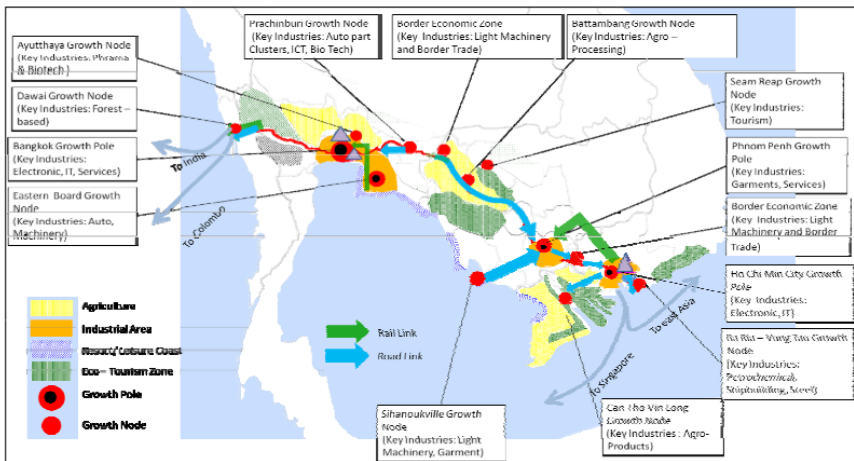 Ayutthaya Growth Node
(Key Industries: Phrama
& Biotech)
Prachinburi Growth Node
(Key Industries: Auto part
Clusters, ICT, Bio Tech)
Border Economic Zone
(Key Industries: Light Machinery
and Border Trade)
Battambang Growth Node
(Key Industries: Agro –
Processing)
Dawai Growth Node
(Key Industries: Forest –
based)
Bangkok Growth Pole
(Key Industries:
Electronic, IT, Services)
Eastern Board Growth
Node
(Key Industries: Auto,
Machinery)
Seam Reap Growth
Node
(Key Industries:
Tourism)
Phnom Penh Growth
Pole
(Key Industries:
Garments, Services)
Border Economic Zone
(Key Industries: Light
Machinery and Border
Trade)
Ho Chi Min City Growth
Pole
(Key Industries:
Electronic, IT)
Ba Ria – Vung Tau Growth
Node
(Key Industries:
Petrochemical,
Shipbuilding, Steel)
Can Tho Vin Long
Growth Node
(Key Industries : Agro-
Products)
Sihanoukville Growth
Node
(Key Industries: Light
Machinery, Garment)
To India
To Colombo
To Singapore
To east Asia
Agriculture
Industrial Area
Resort/ Leisure Coast
Eco – Tourism Zone
Growth Pole
Growth Node
Rail Link
Road Link